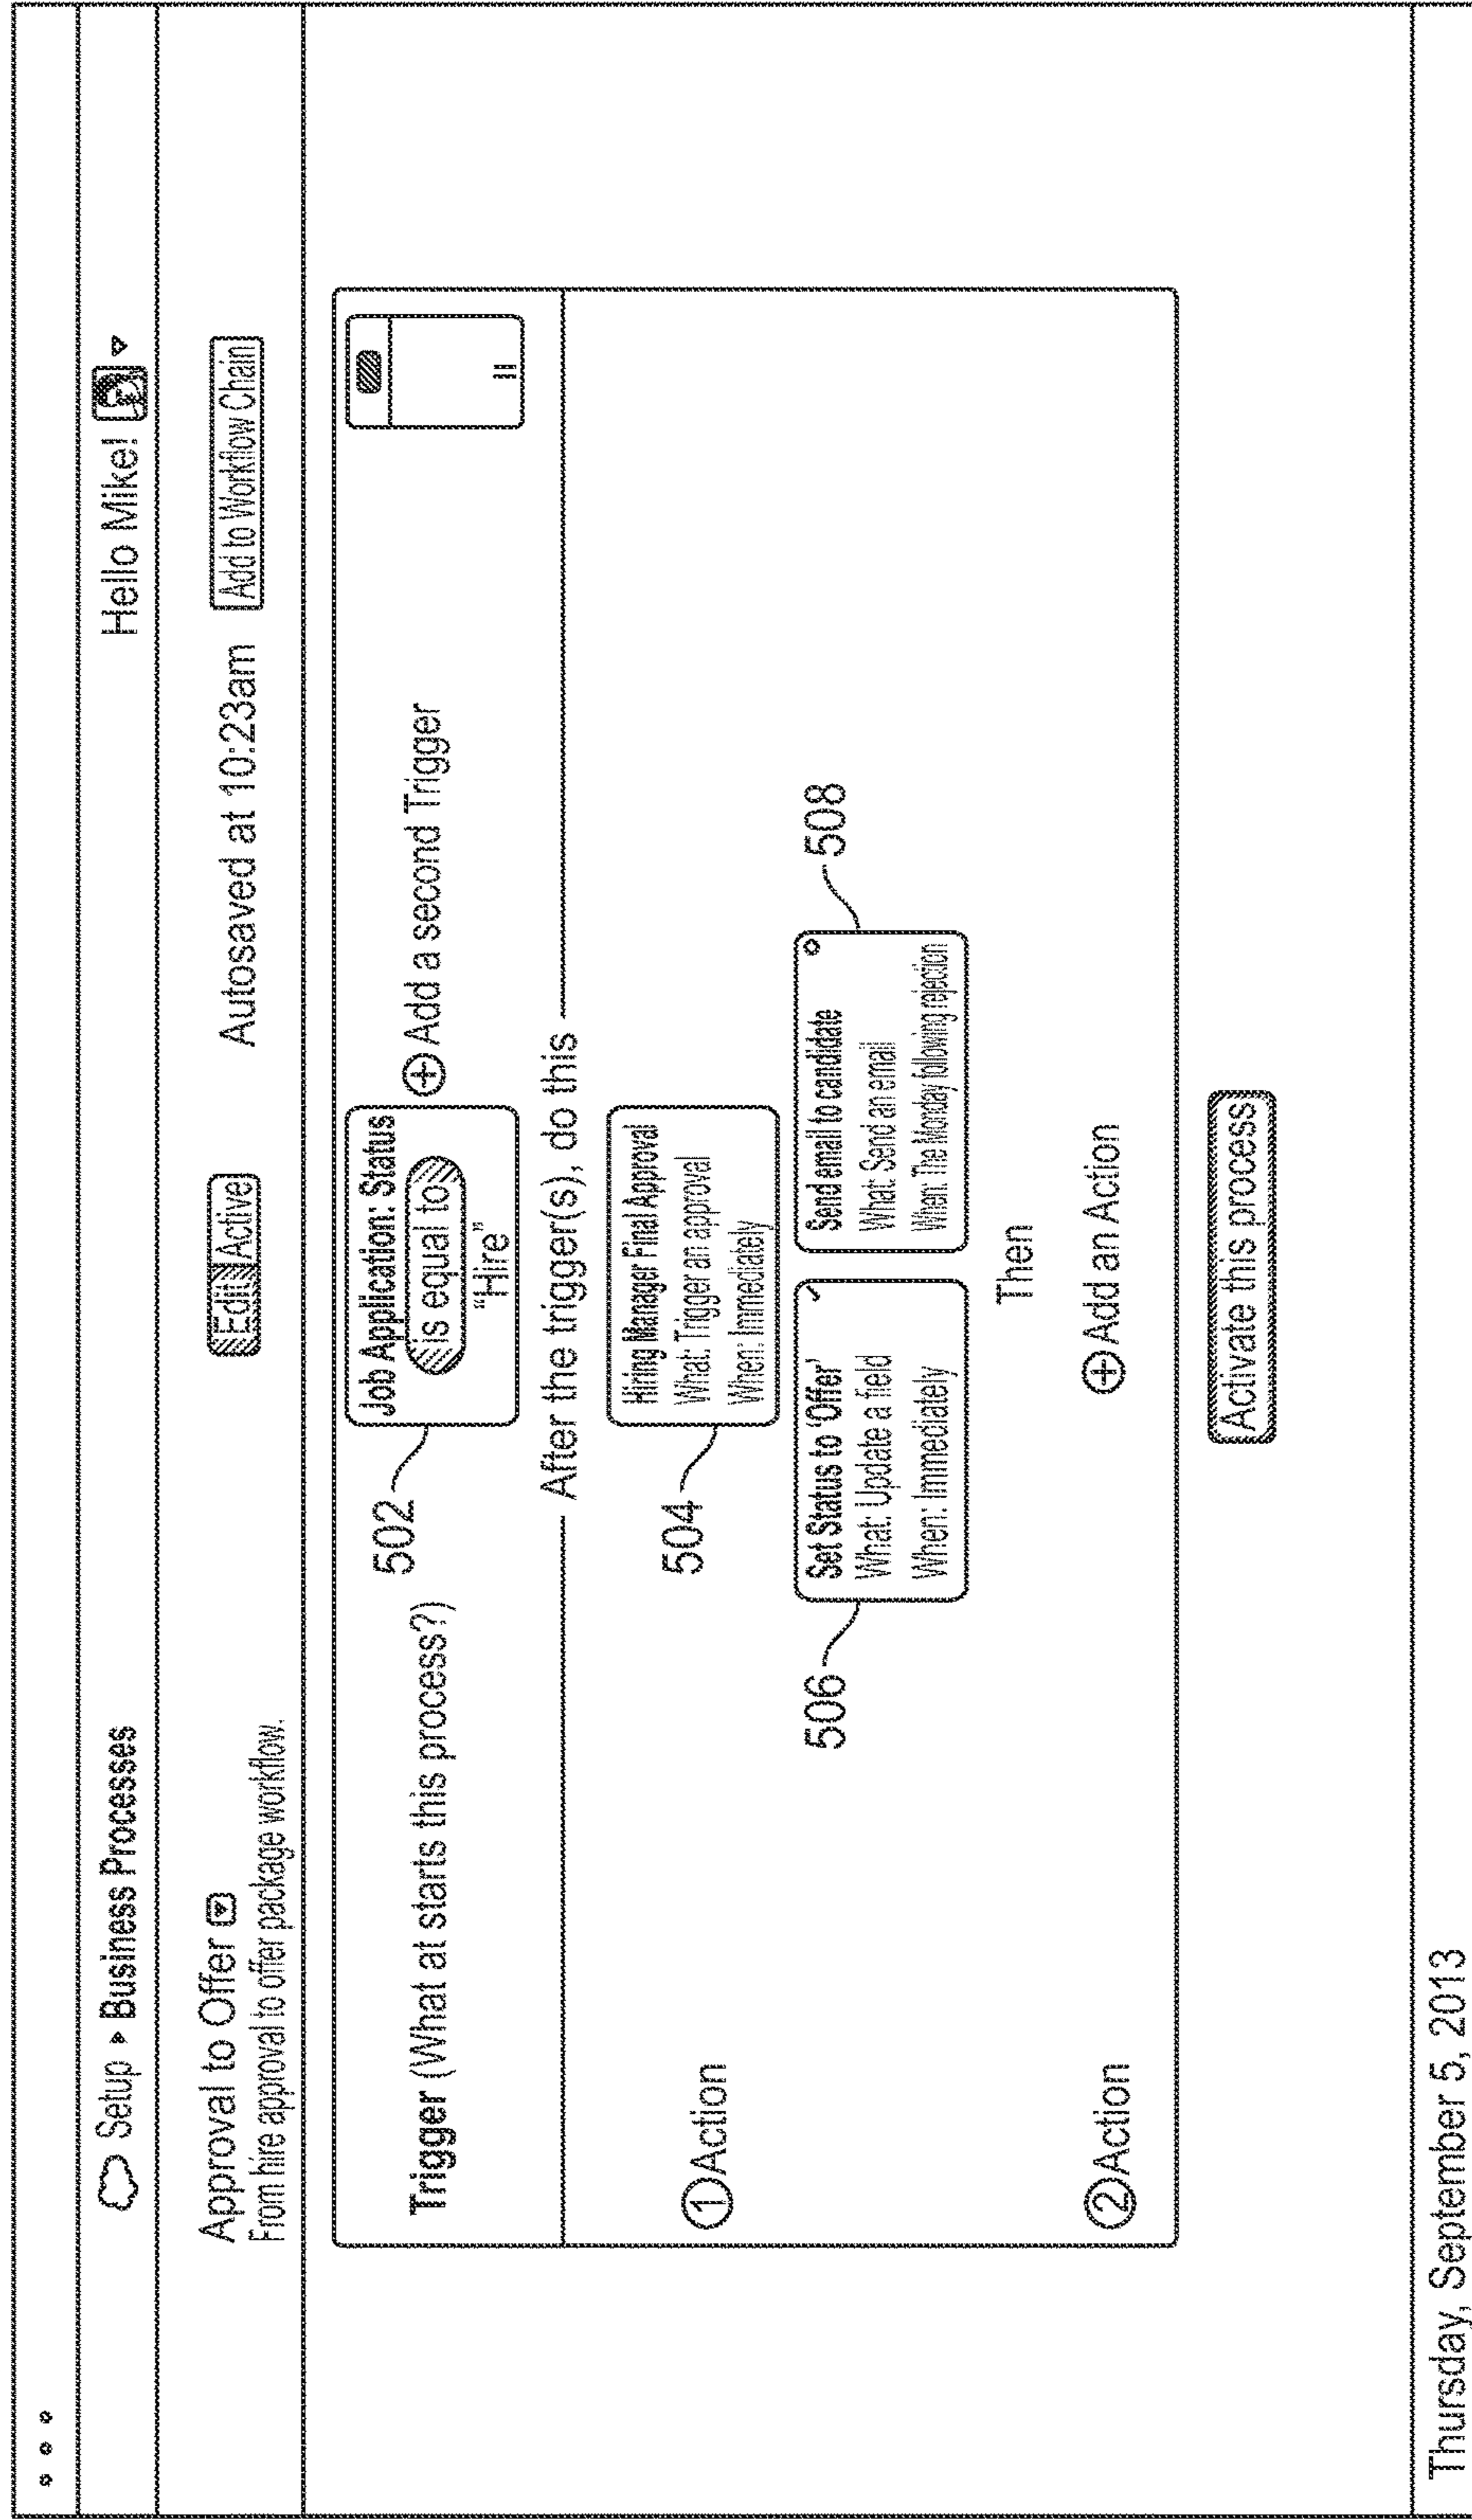 Setup ▸ Business Processes
Hello Mike!
Approval to Offer
From hire approval to offer package workflow.
Edit Active
Autosaved at 10:23am
Add to Workflow Chain
Trigger (What at starts this process?)
502
Job Application: Status
is equal to
“Hire”
⊕ Add a second Trigger
After the trigger(s), do this
① Action
504
Hiring Manager Final Approval
What: Trigger an approval
When: Immediately
506
Set Status to ‘Offer’ ✓
What: Update a field
When: Immediately
508
Send email to candidate
What: Send an email
When: The Monday following rejection
Then
② Action
⊕ Add an Action
Activate this process
Thursday, September 5, 2013